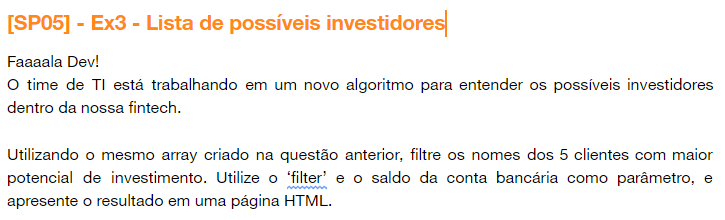 [SP05] - Ex3 - Lista de possíveis investidores
Faaaala Dev!
O time de TI está trabalhando em um novo algoritmo para entender os possíveis investidores
dentro da nossa fintech.
Utilizando o mesmo array criado na questão anterior, filtre os nomes dos 5 clientes com maior
potencial de investimento. Utilize o ‘filter’ e o saldo da conta bancária como parâmetro, e
apresente o resultado em uma página HTML.